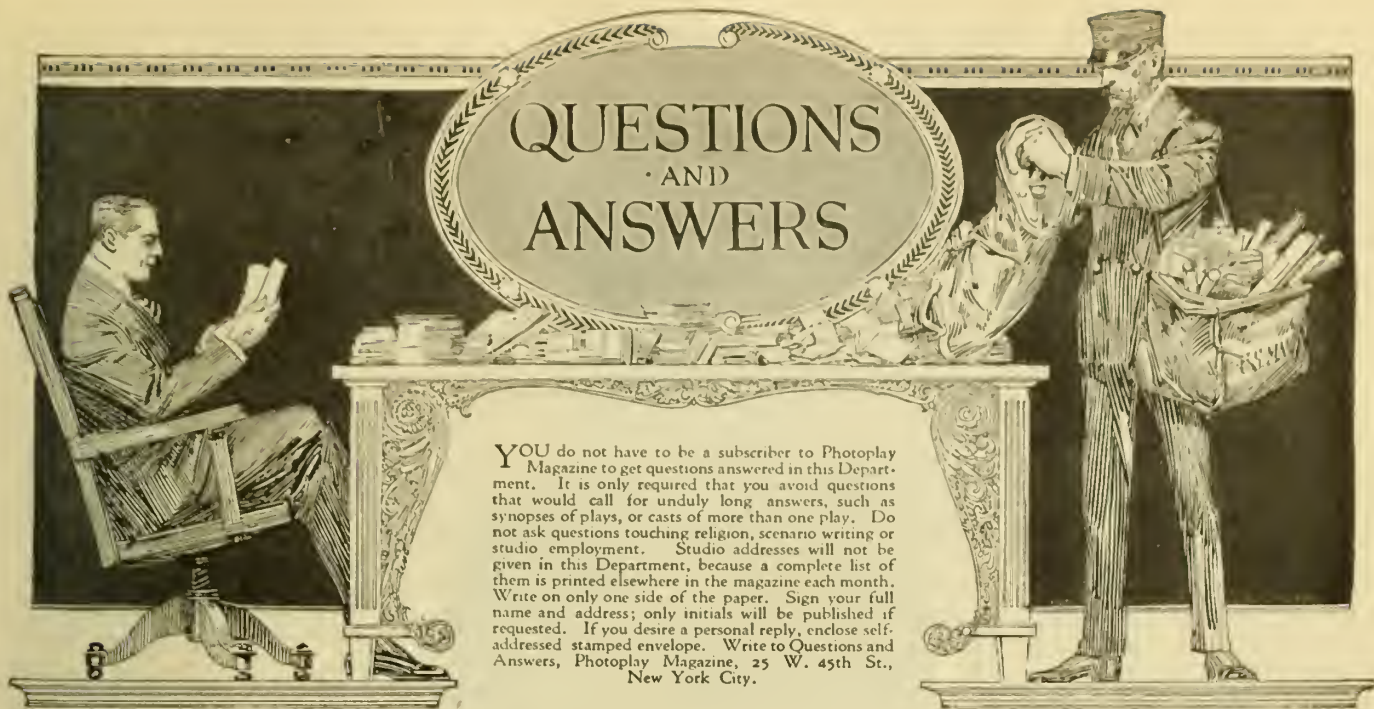 QUESTIONS
·AND
ANSWERS
YOU do not have to be a subscriber to Photoplay
Magazine to get questions answered in this Depart-
ment. It is only required that you avoid questions
that would call for unduly long answers, such as
synopses of plays, or casts of more than one play. Do
not ask questions touching religion, scenario writing or
studio employment. Studio addresses will not be
given in this Department, because a complete list of
them is printed elsewhere in the magazine each month.
Write on only one side of the paper. Sign your full
name and address; only initials will be published if
requested. If you desire a personal reply, enclose self-
addressed stamped envelope. Write to Questions and
Answers, Photoplay Magazine, 25 W. 45th St.,
New York City.